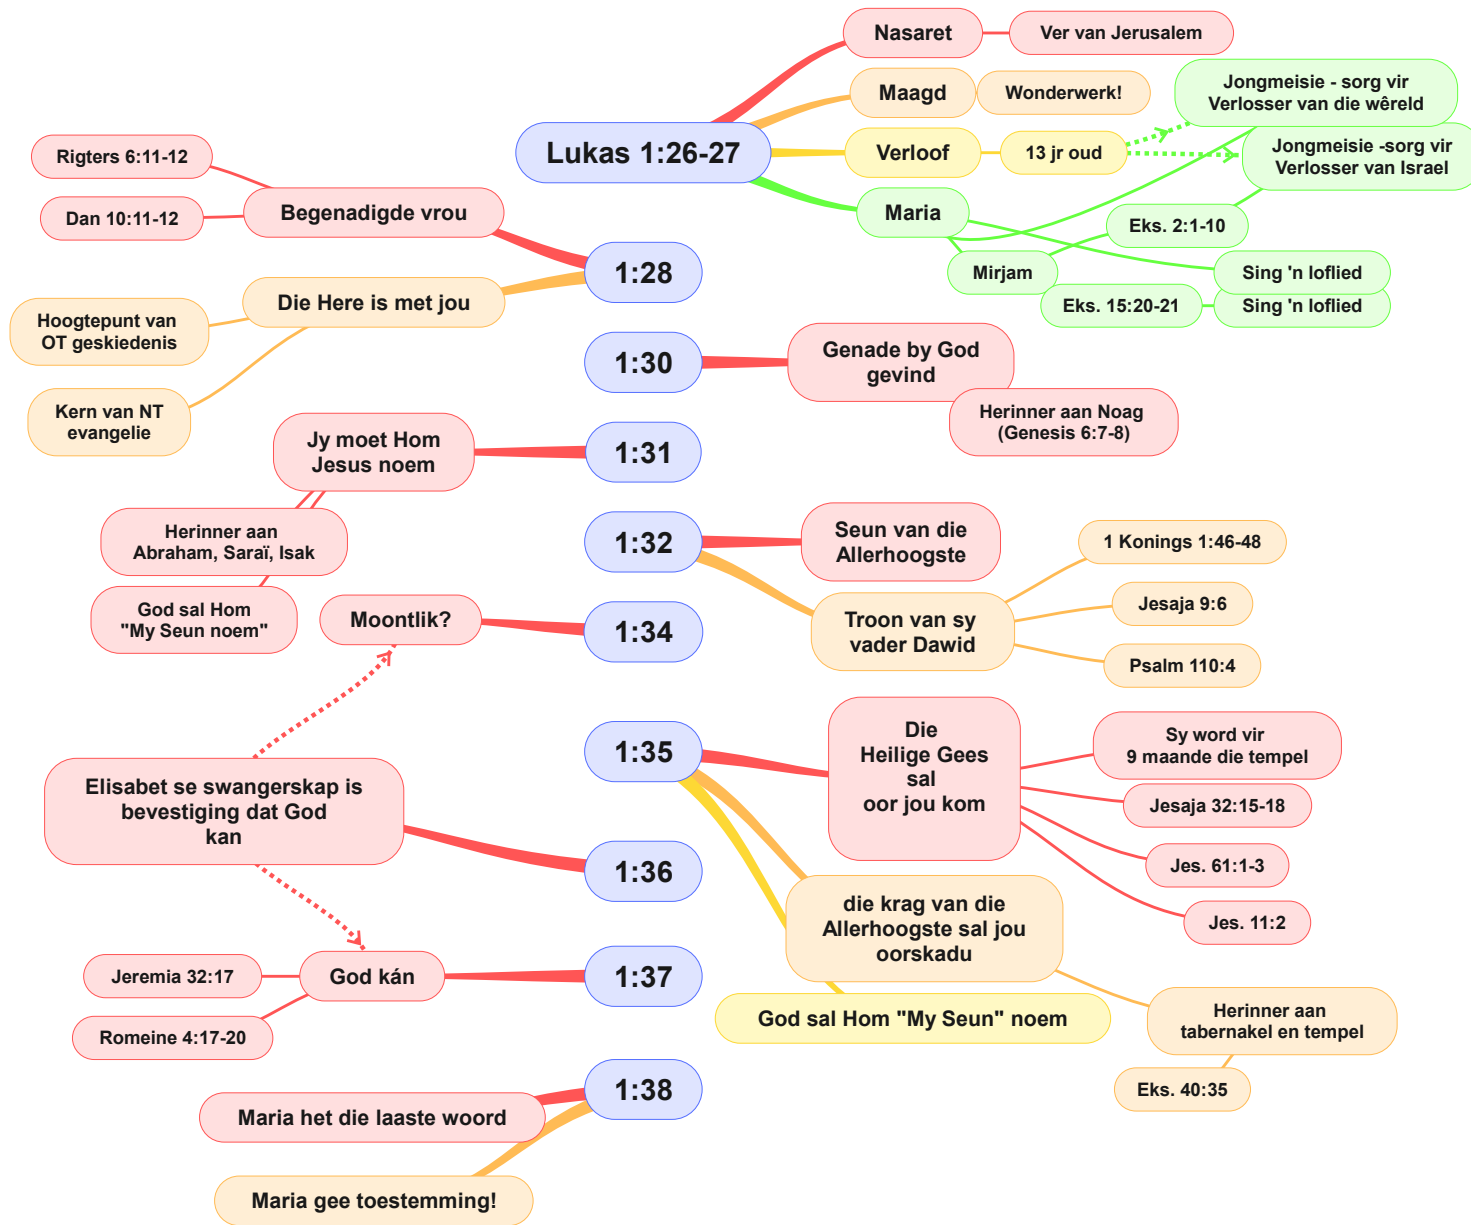 Lukas 1:26-27
Nasaret
Ver van Jerusalem
Maagd
Wonderwerk!
Verloof
13 jr oud
Jongmeisie - sorg vir
Verlosser van die wêreld
Jongmeisie -sorg vir
Verlosser van Israel
Maria
Mirjam
Eks. 2:1-10
Sing 'n loflied
Eks. 15:20-21
Sing 'n loflied
1:28
Begenadigde vrou
Rigters 6:11-12
Dan 10:11-12
Die Here is met jou
Hoogtepunt van
OT geskiedenis
Kern van NT
evangelie
1:30
Genade by God
gevind
Herinner aan Noag
(Genesis 6:7-8)
1:31
Jy moet Hom
Jesus noem
Herinner aan
Abraham, Saraï, Isak
God sal Hom
"My Seun noem"
1:32
Seun van die
Allerhoogste
Troon van sy
vader Dawid
1 Konings 1:46-48
Jesaja 9:6
Psalm 110:4
1:34
Moontlik?
1:35
Die
Heilige Gees
sal
oor jou kom
Sy word vir
9 maande die tempel
Jesaja 32:15-18
Jes. 61:1-3
Jes. 11:2
die krag van die
Allerhoogste sal jou
oorskadu
Herinner aan
tabernakel en tempel
Eks. 40:35
God sal Hom "My Seun" noem
1:36
Elisabet se swangerskap is
bevestiging dat God
kan
1:37
God kán
Jeremia 32:17
Romeine 4:17-20
1:38
Maria het die laaste woord
Maria gee toestemming!